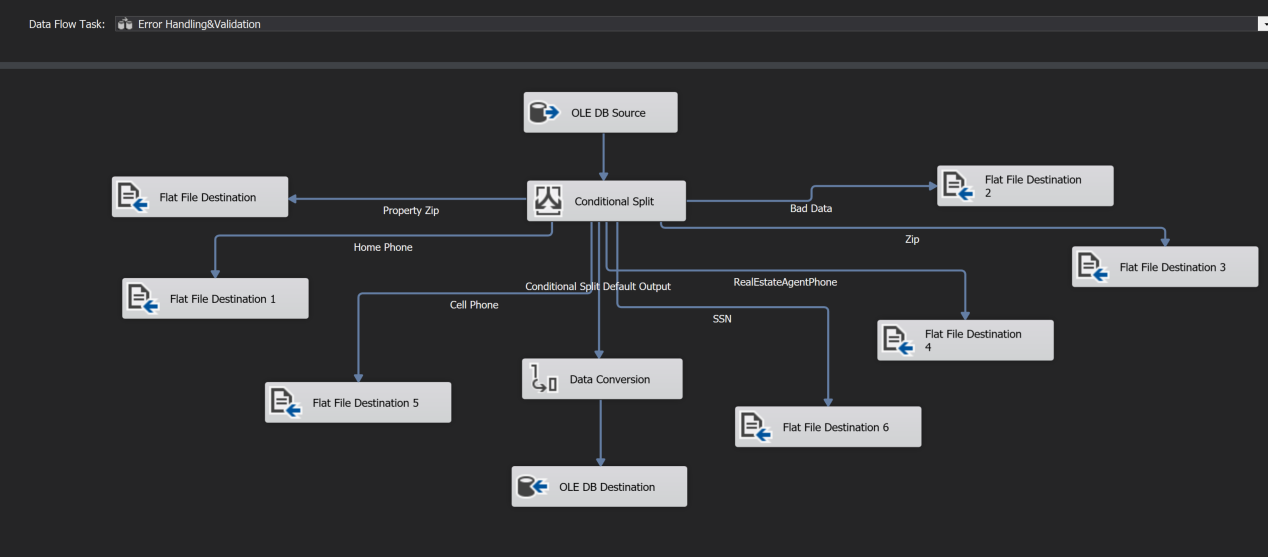 Data Flow Task: Error Handling&Validation
OLE DB Source
Flat File Destination
Property Zip
Conditional Split
Bad Data
Flat File Destination
2
Home Phone
Zip
Flat File Destination 1
Flat File Destination 3
Conditional Split Default Output
RealEstateAgentPhone
Cell Phone
SSN
Flat File Destination
4
Data Conversion
Flat File Destination 5
Flat File Destination 6
OLE DB Destination